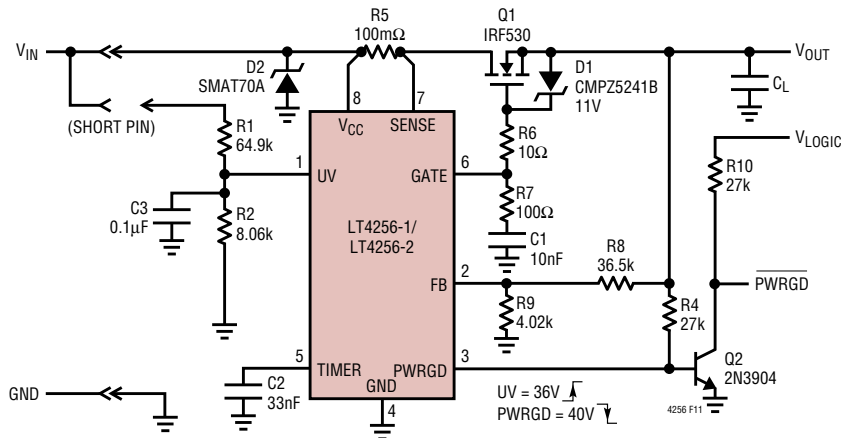 R5
100mΩ
Q1
IRF530
VIN
VOUT
D2
SMAT70A
D1
CMPZ5241B
11V
CL
8
7
(SHORT PIN)
VCC
SENSE
R1
64.9k
R6
10Ω
VLOGIC
R10
27k
1
UV
GATE
6
R7
100Ω
C3
0.1µF
R2
8.06k
LT4256-1/
LT4256-2
C1
10nF
R8
36.5k
2
FB
PWRGD
R9
4.02k
R4
27k
5
TIMER
PWRGD
3
Q2
2N3904
GND
C2
33nF
GND
4
UV = 36V
PWRGD = 40V
4256 F11